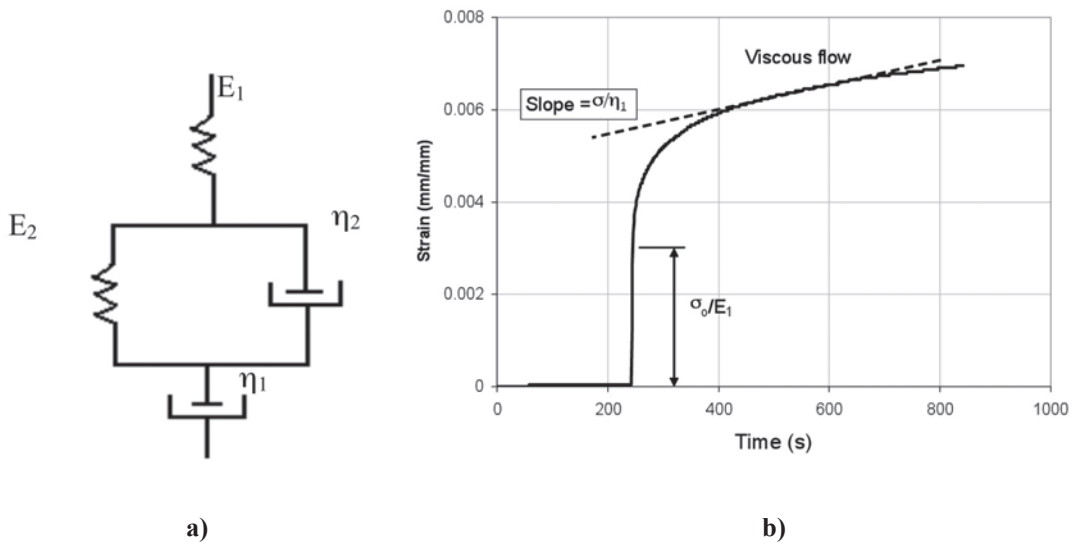 E₁
E₂
η₂
η₁
a)
0.008
0.006
0.004
0.002
0
Strain (mm/mm)
Viscous flow
Slope =σ/η₁
σₒ/E₁
0 200 400 600 800 1000
Time (s)
b)